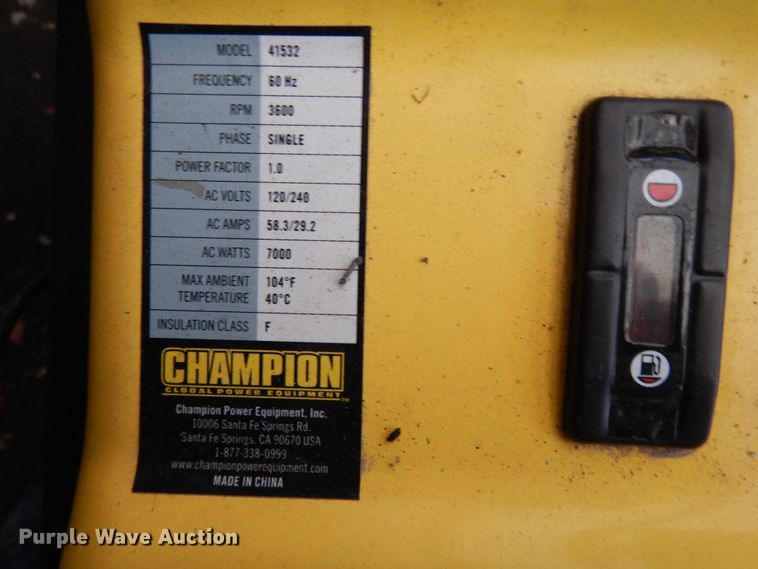 MODEL 41532
FREQUENCY 60 Hz
RPM 3600
PHASE SINGLE
POWER FACTOR 1.0
AC VOLTS 120/240
AC AMPS 58.3/29.2
AC WATTS 7000
MAX AMBIENT 104°F
TEMPERATURE 40°C
INSULATION CLASS F
CHAMPION
GLOBAL POWER EQUIPMENT™
Champion Power Equipment, Inc.
10006 Santa Fe Springs Rd.
Santa Fe Springs, CA 90670 USA
1-877-338-0999
www.championpowerequipment.com
MADE IN CHINA
Purple Wave Auction